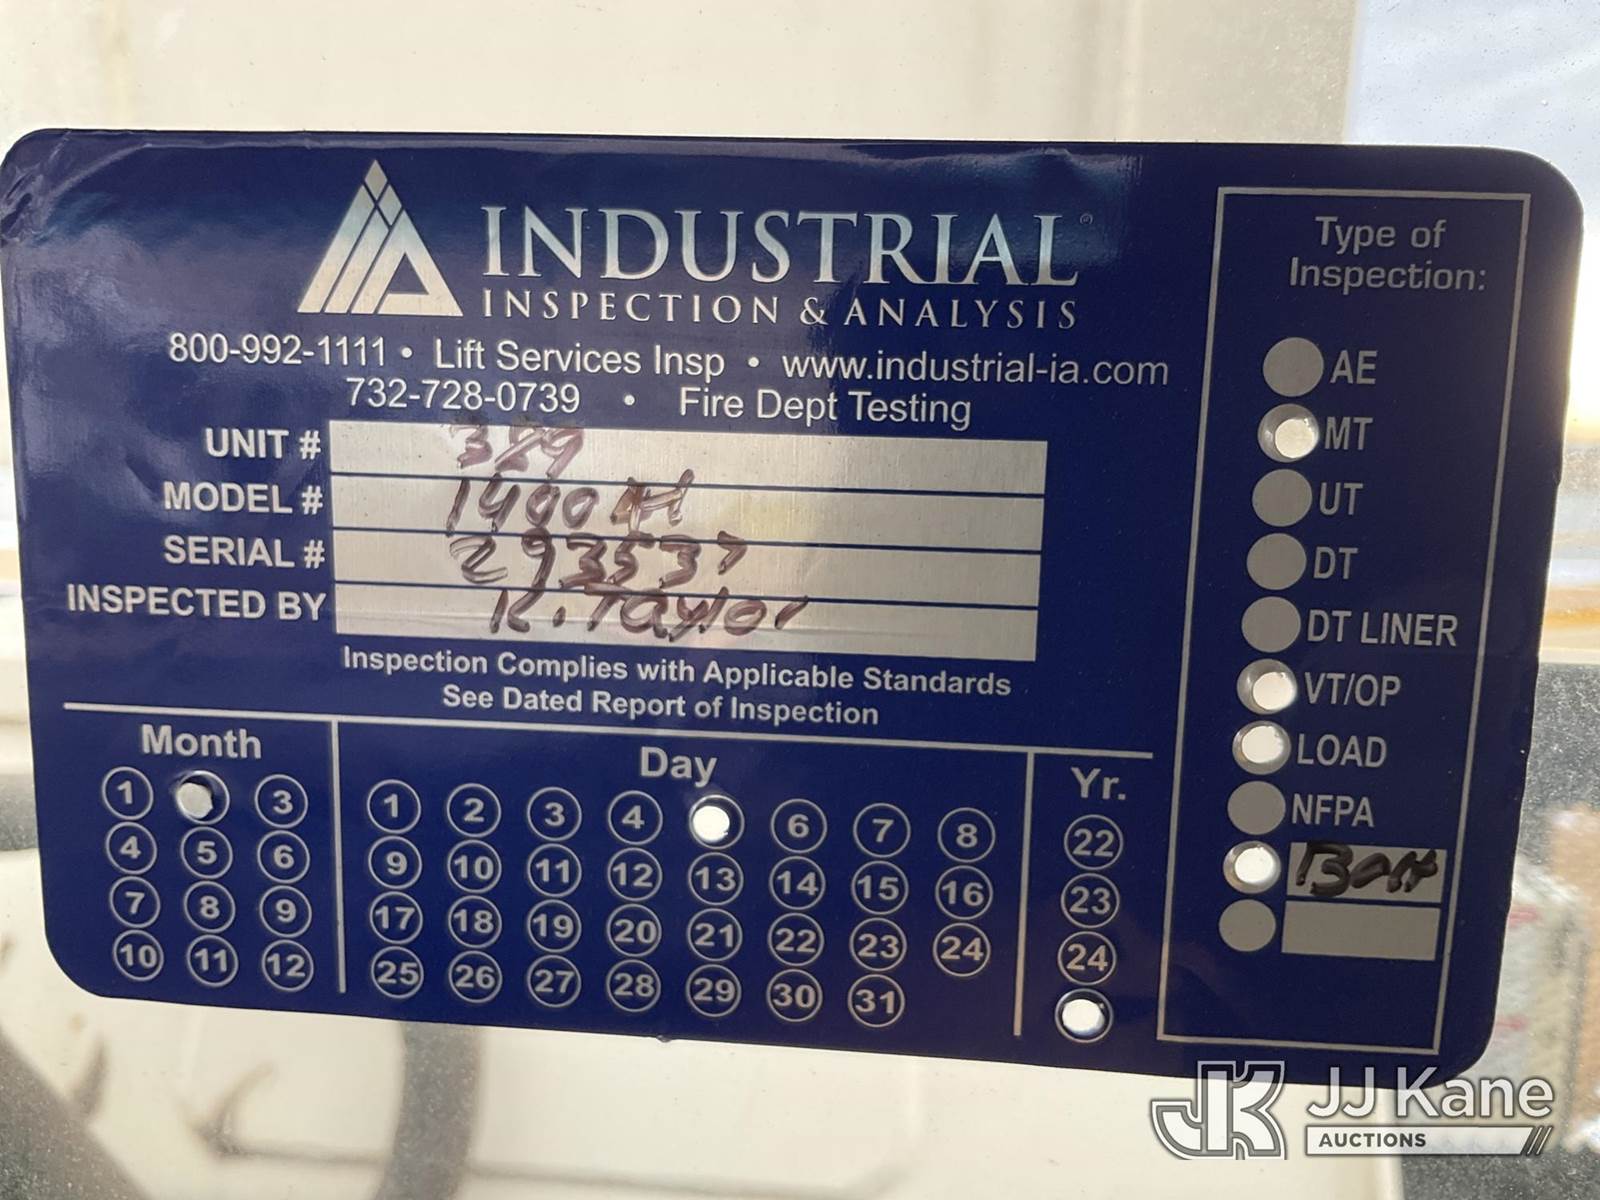 INDUSTRIAL
INSPECTION & ANALYSIS
800-992-1111 • Lift Services Insp • www.industrial-ia.com
732-728-0739 • Fire Dept Testing
UNIT # 389
MODEL # 1400H
SERIAL # 293537
INSPECTED BY K. Taylor
Inspection Complies with Applicable Standards
See Dated Report of Inspection
Month
1 3
4 5 6
7 8 9
10 11 12
Day
1 2 3 4 6 7 8
9 10 11 12 13 14 15 16
17 18 19 20 21 22 23 24
25 26 27 28 29 30 31
Yr.
22
23
24
Type of
Inspection:
AE
MT
UT
DT
DT LINER
VT/OP
LOAD
NFPA
JK JJ Kane
AUCTIONS